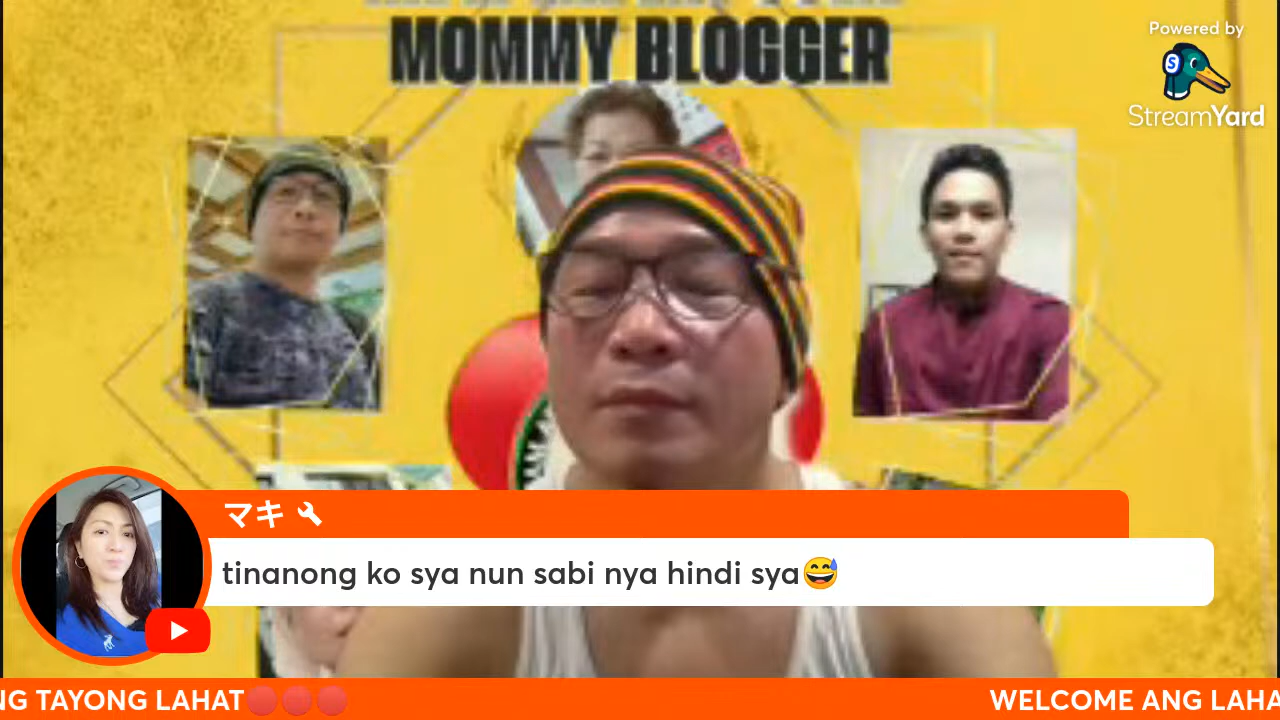 MOMMY BLOGGER
Powered by
StreamYard
マキ
tinanong ko sya nun sabi nya hindi sya😅
NG TAYONG LAHAT🔴🔴🔴
WELCOME ANG LAHA